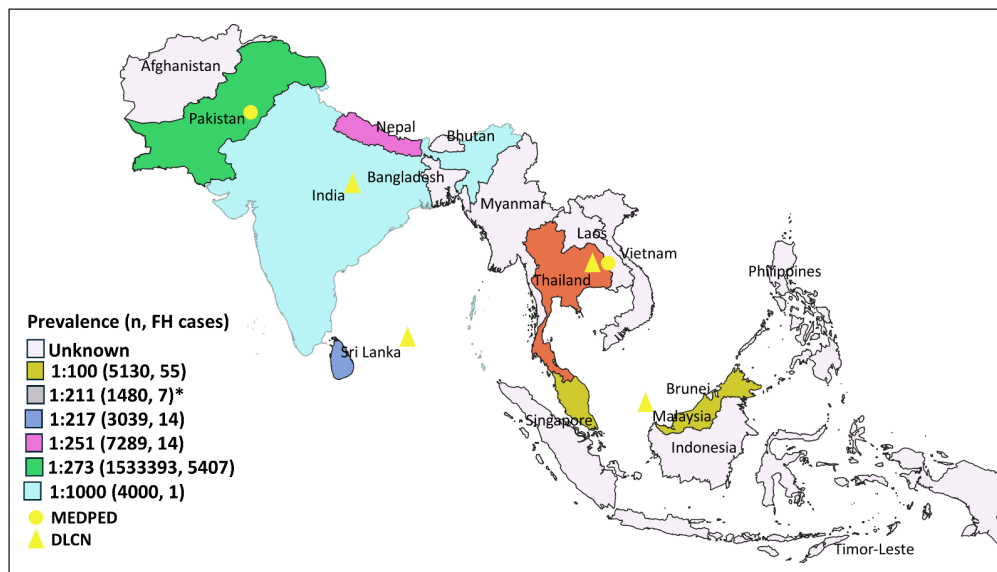 Afghanistan
Pakistan
Nepal
Bhutan
Bangladesh
India
Myanmar
Laos
Vietnam
Thailand
Philippines
Sri Lanka
Brunei
Malaysia
Singapore
Indonesia
Timor-Leste
Prevalence (n, FH cases)
Unknown
1:100 (5130, 55)
1:211 (1480, 7)*
1:217 (3039, 14)
1:251 (7289, 14)
1:273 (1533393, 5407)
1:1000 (4000, 1)
MEDPED
DLCN